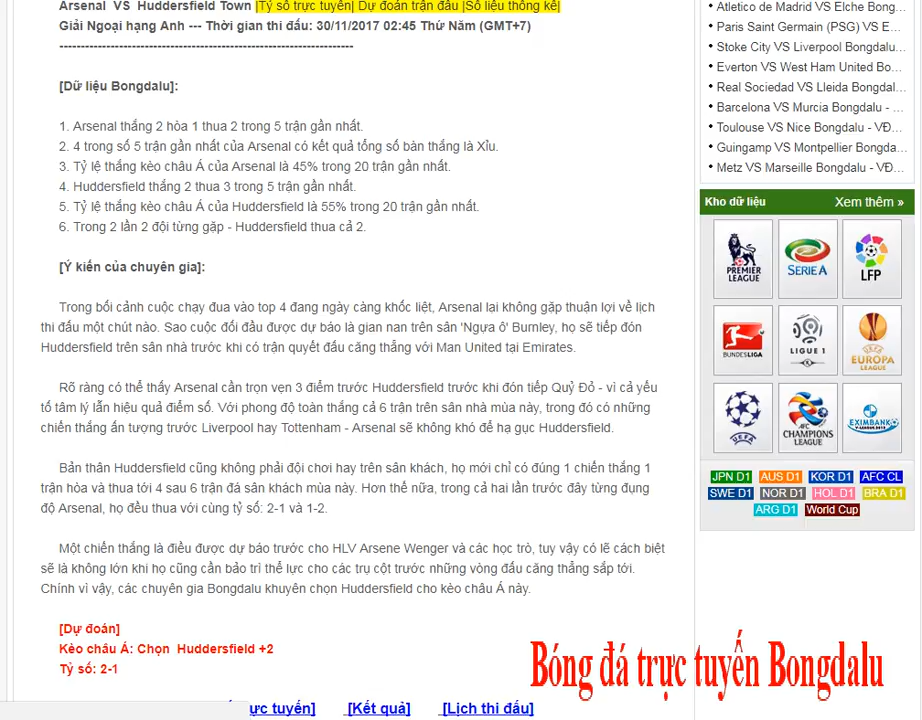 Arsenal VS Huddersfield Town |Tỷ số trực tuyến| Dự đoán trận đấu |Số liệu thống kê|
Giải Ngoại hạng Anh --- Thời gian thi đấu: 30/11/2017 02:45 Thứ Năm (GMT+7)
-----------------------------------------------------------------
[Dữ liệu Bongdalu]:
1. Arsenal thắng 2 hòa 1 thua 2 trong 5 trận gần nhất.
2. 4 trong số 5 trận gần nhất của Arsenal có kết quả tổng số bàn thắng là Xỉu.
3. Tỷ lệ thắng kèo châu Á của Arsenal là 45% trong 20 trận gần nhất.
4. Huddersfield thắng 2 thua 3 trong 5 trận gần nhất.
5. Tỷ lệ thắng kèo châu Á của Huddersfield là 55% trong 20 trận gần nhất.
6. Trong 2 lần 2 đội từng gặp - Huddersfield thua cả 2.
[Ý kiến của chuyên gia]:
Trong bối cảnh cuộc chạy đua vào top 4 đang ngày càng khốc liệt, Arsenal lại không gặp thuận lợi về lịch
thi đấu một chút nào. Sao cuộc đối đầu được dự báo là gian nan trên sân 'Ngựa ô' Burnley, họ sẽ tiếp đón
Huddersfield trên sân nhà trước khi có trận quyết đấu căng thẳng với Man United tại Emirates.
Rõ ràng có thể thấy Arsenal cần trọn vẹn 3 điểm trước Huddersfield trước khi đón tiếp Quỷ Đỏ - vì cả yếu
tố tâm lý lẫn hiệu quả điểm số. Với phong độ toàn thắng cả 6 trận trên sân nhà mùa này, trong đó có những
chiến thắng ấn tượng trước Liverpool hay Tottenham - Arsenal sẽ không khó để hạ gục Huddersfield.
Bản thân Huddersfield cũng không phải đội chơi hay trên sân khách, họ mới chỉ có đúng 1 chiến thắng 1
trận hòa và thua tới 4 sau 6 trận đá sân khách mùa này. Hơn thế nữa, trong cả hai lần trước đây từng đụng
độ Arsenal, họ đều thua với cùng tỷ số: 2-1 và 1-2.
Một chiến thắng là điều được dự báo trước cho HLV Arsene Wenger và các học trò, tuy vậy có lẽ cách biệt
sẽ là không lớn khi họ cũng cần bảo trì thể lực cho các trụ cột trước những vòng đấu căng thẳng sắp tới.
Chính vì vậy, các chuyên gia Bongdalu khuyên chọn Huddersfield cho kèo châu Á này.
[Dự đoán]
Kèo châu Á: Chọn Huddersfield +2
Tỷ số: 2-1
trực tuyến] [Kết quả] [Lịch thi đấu]
• Atletico de Madrid VS Elche Bong...
• Paris Saint Germain (PSG) VS E...
• Stoke City VS Liverpool Bongdalu...
• Everton VS West Ham United Bo...
• Real Sociedad VS Lleida Bongdal...
• Barcelona VS Murcia Bongdalu - ...
• Toulouse VS Nice Bongdalu - VĐ...
• Guingamp VS Montpellier Bongda...
• Metz VS Marseille Bongdalu - VĐ...
Kho dữ liệu Xem thêm »
PREMIER LEAGUE SERIE A LFP
BUNDESLIGA LIGUE 1 UEFA EUROPA LEAGUE
UEFA AFC CHAMPIONS LEAGUE EXIMBANK
JPN D1 AUS D1 KOR D1 AFC CL
SWE D1 NOR D1 HOL D1 BRA D1
ARG D1 World Cup
Bóng đá trực tuyến Bongdalu